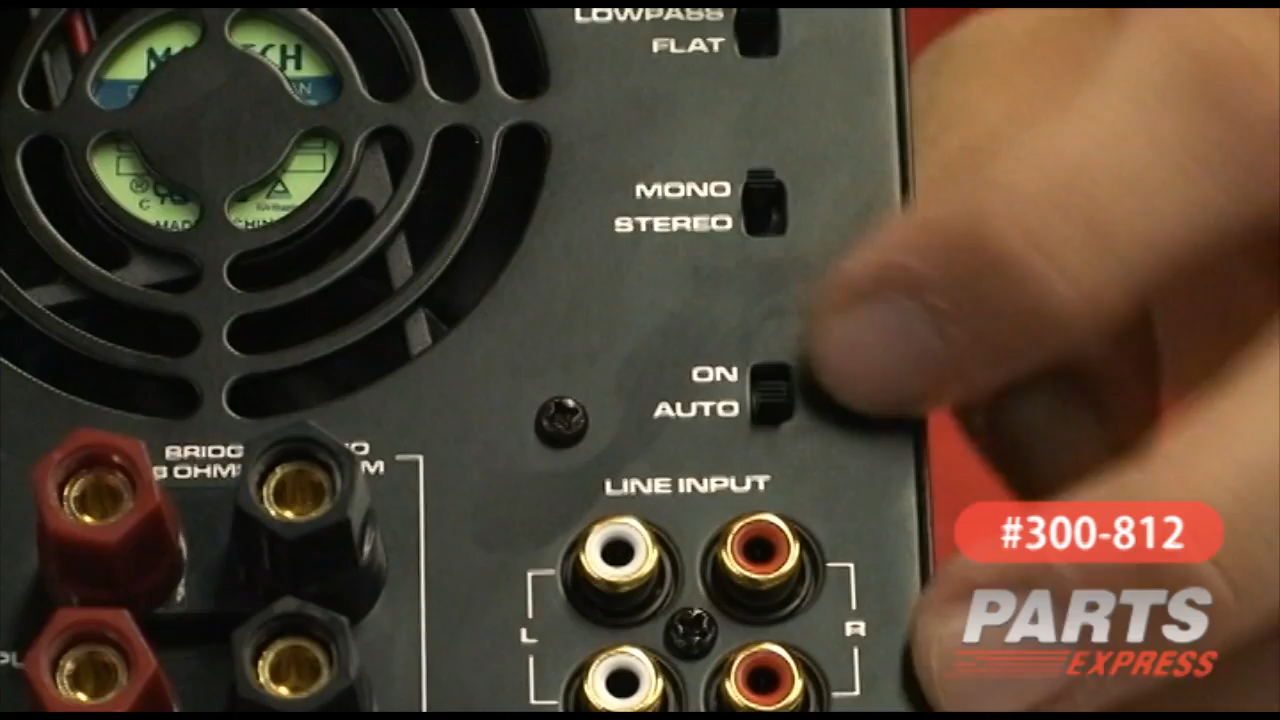 LOWPASS
FLAT
MONO
STEREO
ON
AUTO
LINE INPUT
L
R
#300-812
PARTS
EXPRESS